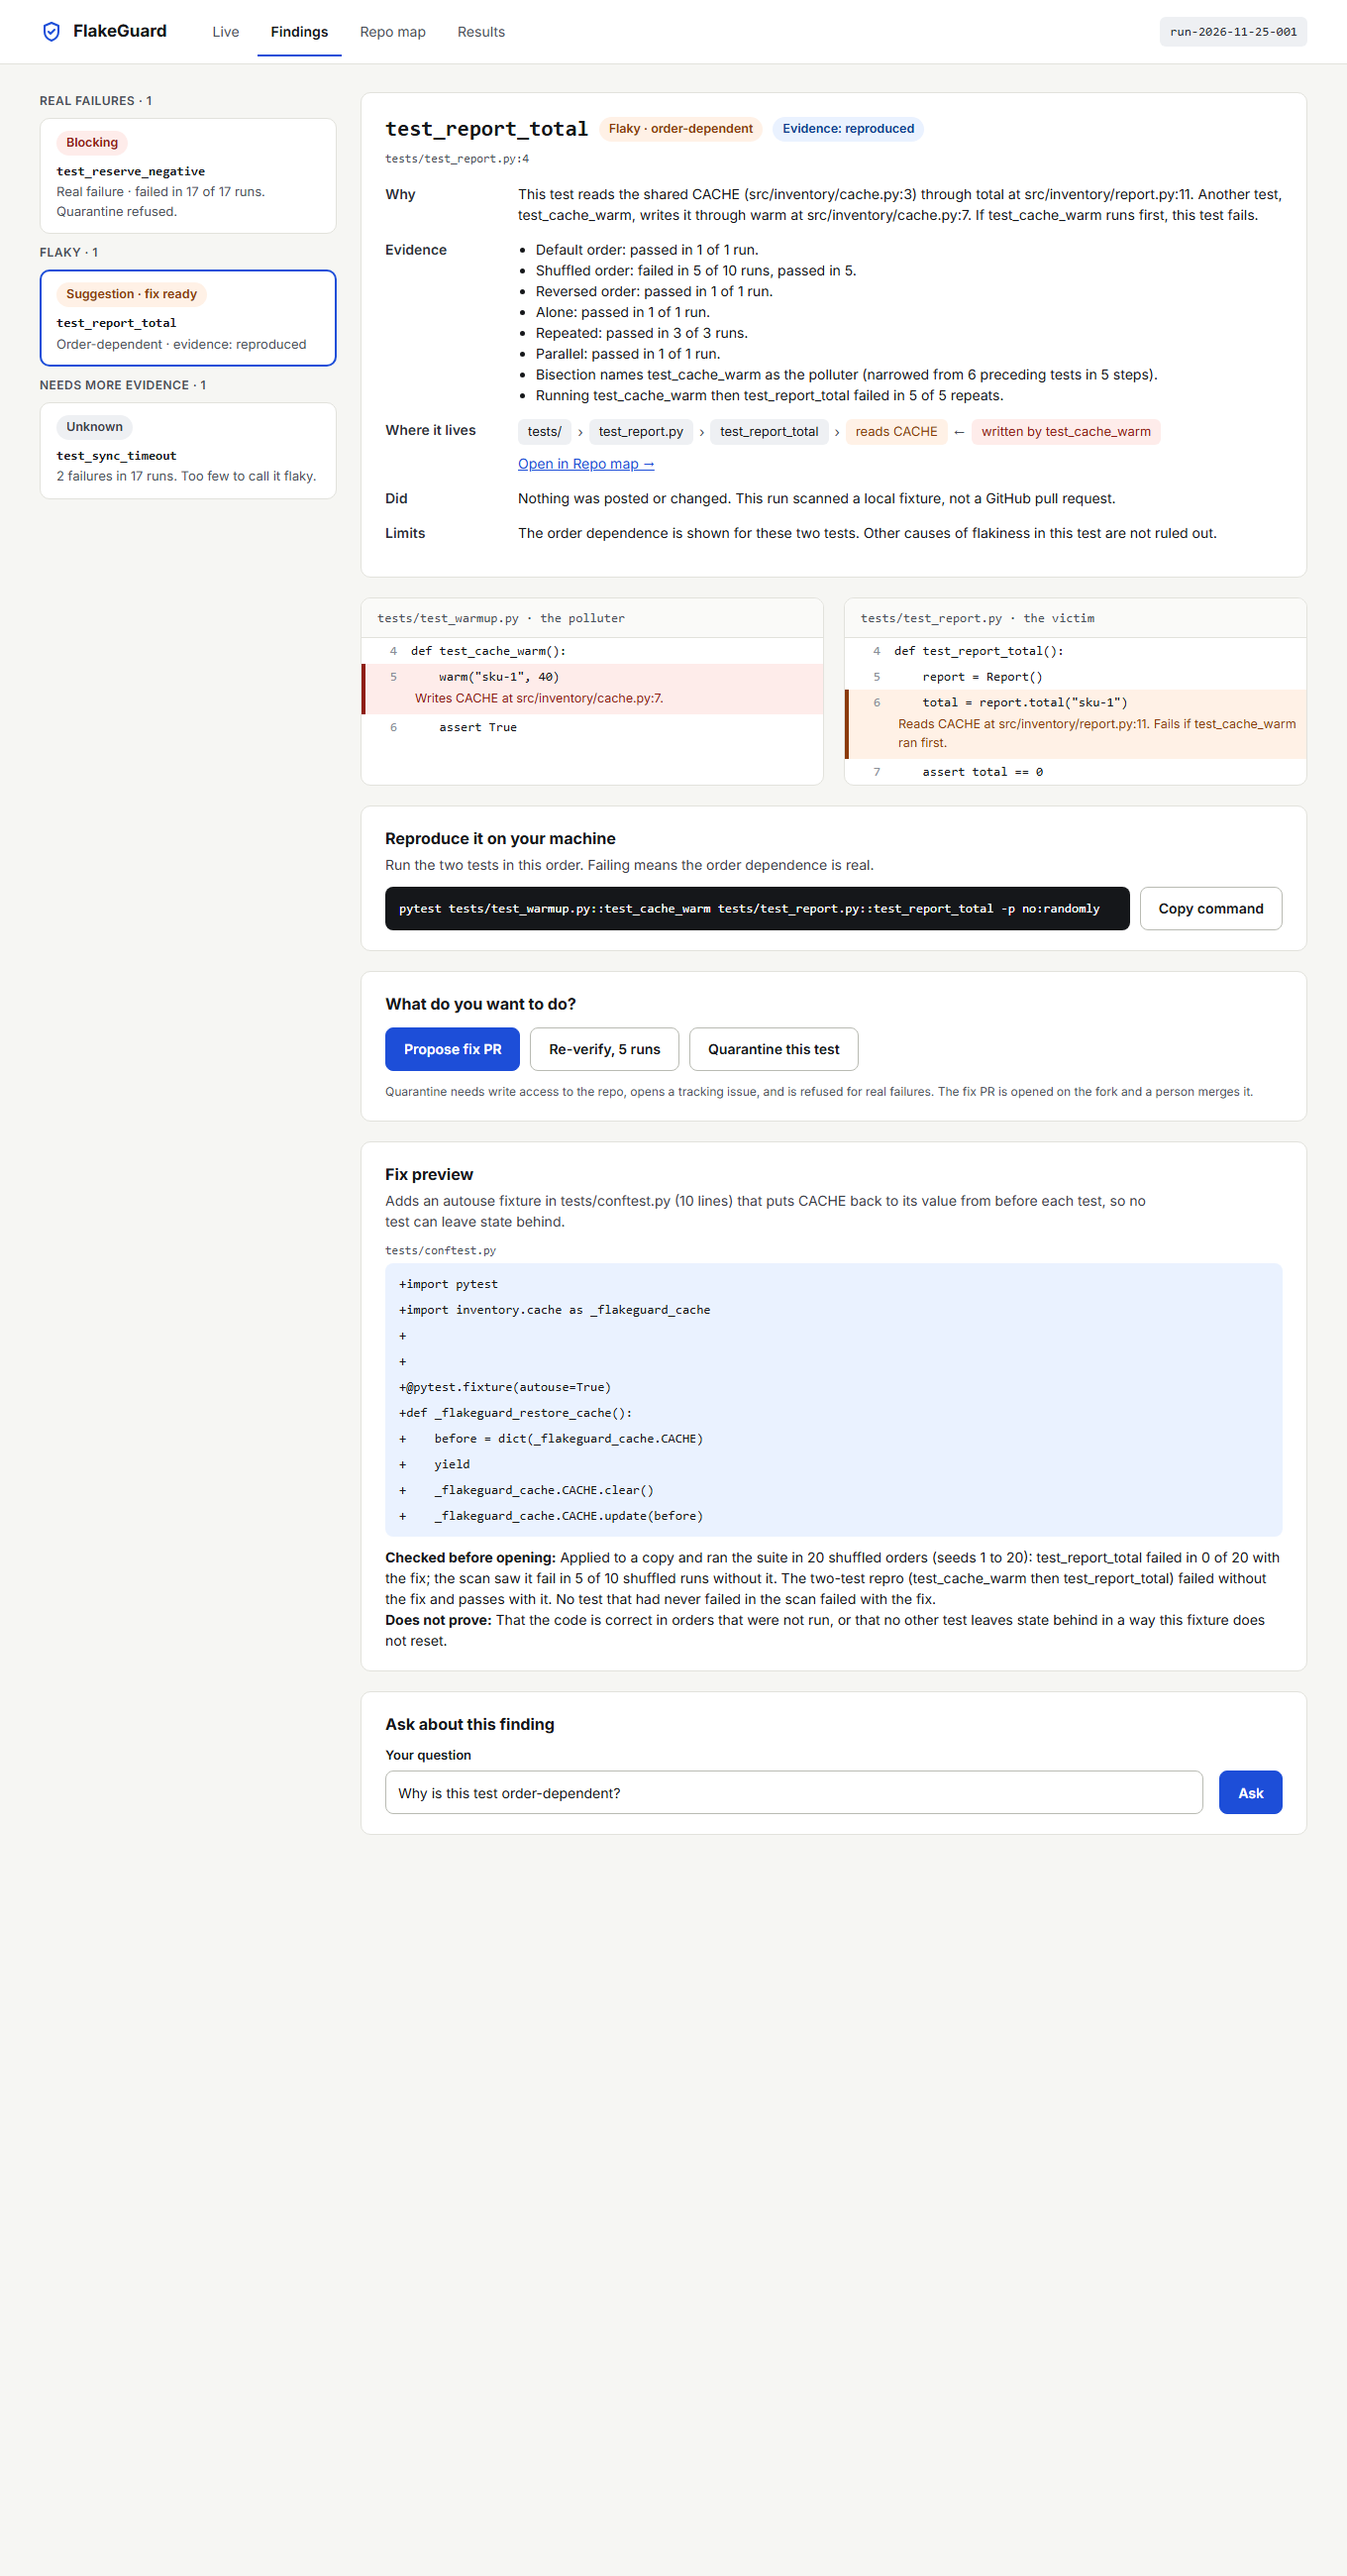 FlakeGuard
Live
Findings
Repo map
Results
run-2026-11-25-001
REAL FAILURES · 1
Blocking
test_reserve_negative
Real failure · failed in 17 of 17 runs.
Quarantine refused.
FLAKY · 1
Suggestion · fix ready
test_report_total
Order-dependent · evidence: reproduced
NEEDS MORE EVIDENCE · 1
Unknown
test_sync_timeout
2 failures in 17 runs. Too few to call it flaky.
test_report_total
Flaky · order-dependent
Evidence: reproduced
tests/test_report.py:4
Why
This test reads the shared CACHE (src/inventory/cache.py:3) through total at src/inventory/report.py:11. Another test,
test_cache_warm, writes it through warm at src/inventory/cache.py:7. If test_cache_warm runs first, this test fails.
Evidence
• Default order: passed in 1 of 1 run.
• Shuffled order: failed in 5 of 10 runs, passed in 5.
• Reversed order: passed in 1 of 1 run.
• Alone: passed in 1 of 1 run.
• Repeated: passed in 3 of 3 runs.
• Parallel: passed in 1 of 1 run.
• Bisection names test_cache_warm as the polluter (narrowed from 6 preceding tests in 5 steps).
• Running test_cache_warm then test_report_total failed in 5 of 5 repeats.
Where it lives
tests/ › test_report.py › test_report_total › reads CACHE ← written by test_cache_warm
Open in Repo map →
Did
Nothing was posted or changed. This run scanned a local fixture, not a GitHub pull request.
Limits
The order dependence is shown for these two tests. Other causes of flakiness in this test are not ruled out.
tests/test_warmup.py · the polluter
4 def test_cache_warm():
5     warm("sku-1", 40)
Writes CACHE at src/inventory/cache.py:7.
6     assert True
tests/test_report.py · the victim
4 def test_report_total():
5     report = Report()
6     total = report.total("sku-1")
Reads CACHE at src/inventory/report.py:11. Fails if test_cache_warm
ran first.
7     assert total == 0
Reproduce it on your machine
Run the two tests in this order. Failing means the order dependence is real.
pytest tests/test_warmup.py::test_cache_warm tests/test_report.py::test_report_total -p no:randomly
Copy command
What do you want to do?
Propose fix PR
Re-verify, 5 runs
Quarantine this test
Quarantine needs write access to the repo, opens a tracking issue, and is refused for real failures. The fix PR is opened on the fork and a person merges it.
Fix preview
Adds an autouse fixture in tests/conftest.py (10 lines) that puts CACHE back to its value from before each test, so no
test can leave state behind.
tests/conftest.py
+import pytest
+import inventory.cache as _flakeguard_cache
+
+
+@pytest.fixture(autouse=True)
+def _flakeguard_restore_cache():
+    before = dict(_flakeguard_cache.CACHE)
+    yield
+    _flakeguard_cache.CACHE.clear()
+    _flakeguard_cache.CACHE.update(before)
Checked before opening: Applied to a copy and ran the suite in 20 shuffled orders (seeds 1 to 20): test_report_total failed in 0 of 20 with
the fix; the scan saw it fail in 5 of 10 shuffled runs without it. The two-test repro (test_cache_warm then test_report_total) failed without
the fix and passes with it. No test that had never failed in the scan failed with the fix.
Does not prove: That the code is correct in orders that were not run, or that no other test leaves state behind in a way this fixture does
not reset.
Ask about this finding
Your question
Why is this test order-dependent?
Ask